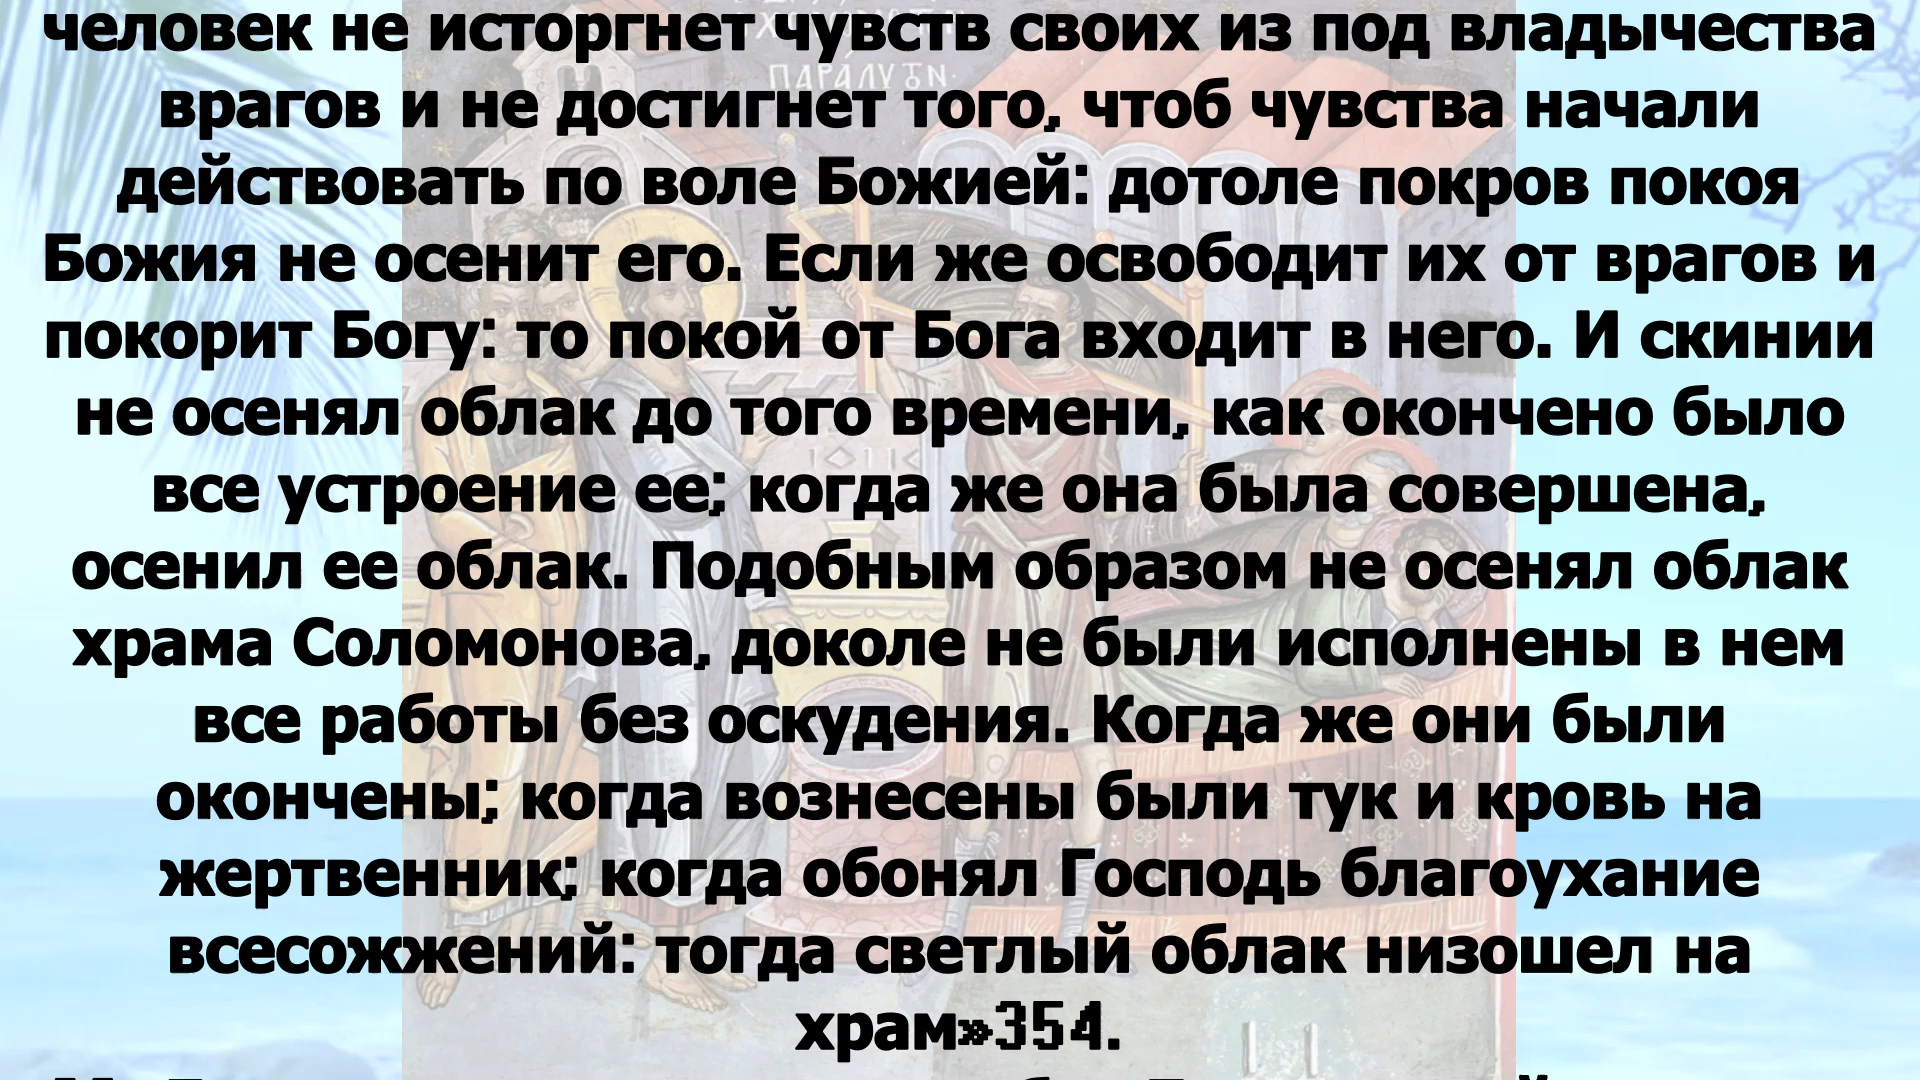 ПАРАЛУТΝ
человек не исторгнет чувств своих из под владычества
врагов и не достигнет того, чтоб чувства начали
действовать по воле Божией: дотоле покров покоя
Божия не осенит его. Если же освободит их от врагов и
покорит Богу: то покой от Бога входит в него. И скинии
не осенял облак до того времени, как окончено было
все устроение ее; когда же она была совершена,
осенил ее облак. Подобным образом не осенял облак
храма Соломонова, доколе не были исполнены в нем
все работы без оскудения. Когда же они были
окончены; когда вознесены были тук и кровь на
жертвенник; когда обонял Господь благоухание
всесожжений: тогда светлый облак низошел на
храм»354.